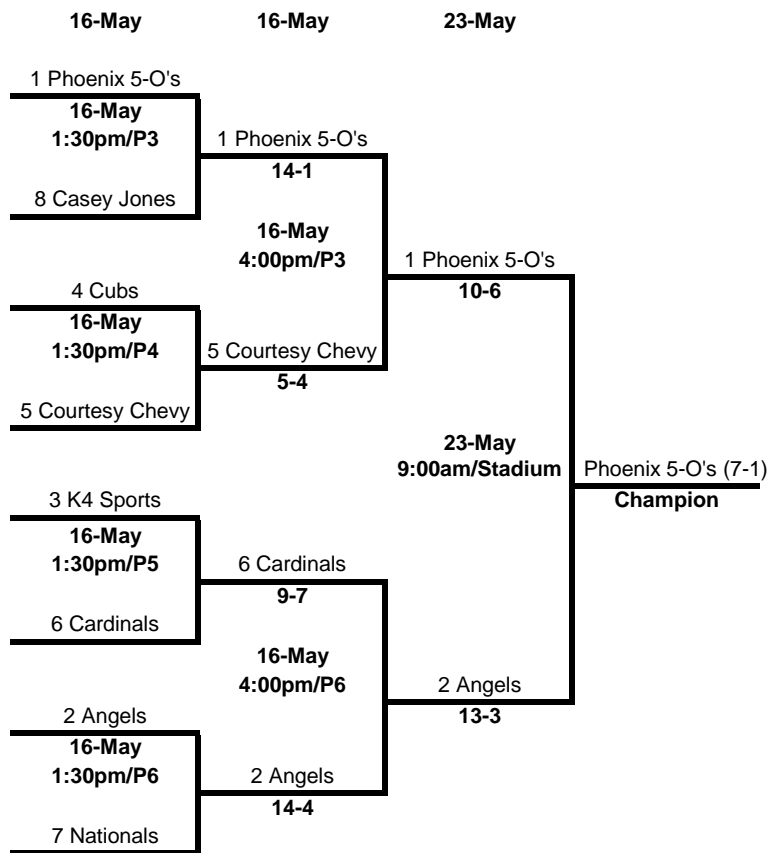 16-May 16-May 23-May
1 Phoenix 5-O's
16-May
1:30pm/P3
1 Phoenix 5-O's
14-1
8 Casey Jones
16-May
4:00pm/P3
1 Phoenix 5-O's
10-6
4 Cubs
16-May
1:30pm/P4
5 Courtesy Chevy
5-4
5 Courtesy Chevy
23-May
9:00am/Stadium
Phoenix 5-O's (7-1)
Champion
3 K4 Sports
16-May
1:30pm/P5
6 Cardinals
9-7
6 Cardinals
16-May
4:00pm/P6
2 Angels
13-3
2 Angels
16-May
1:30pm/P6
2 Angels
14-4
7 Nationals